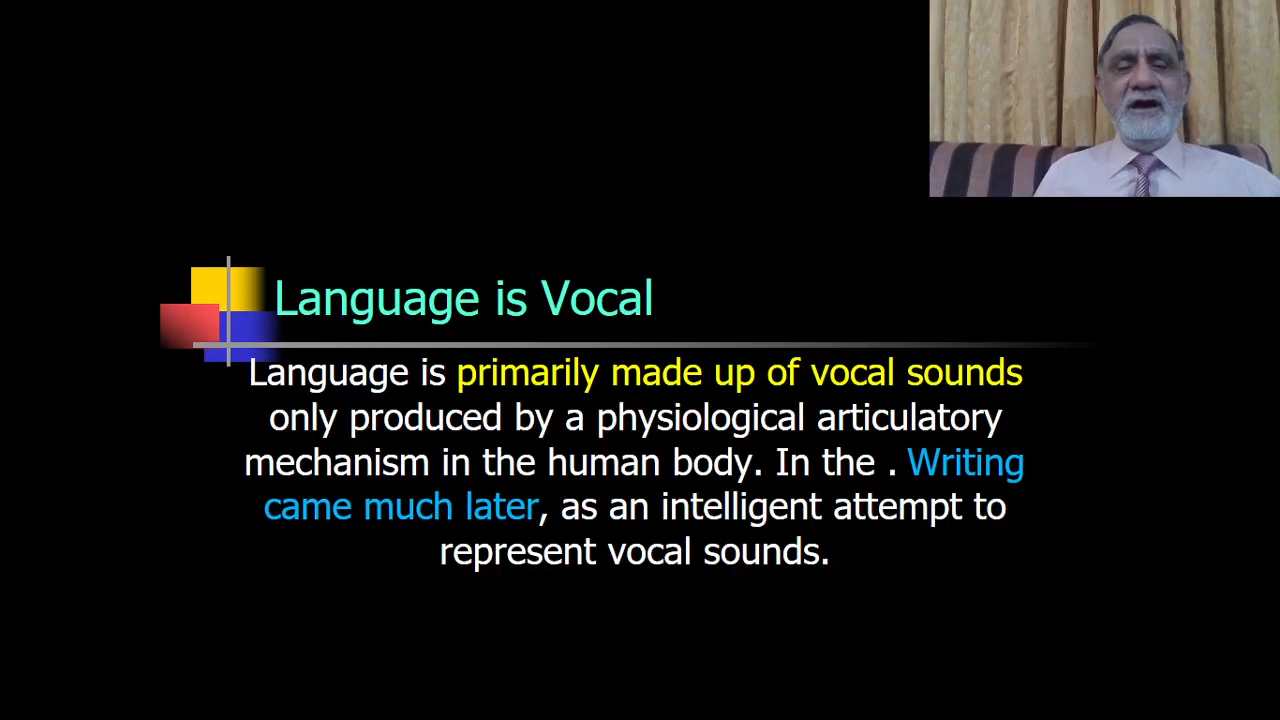 Language is Vocal
Language is primarily made up of vocal sounds
only produced by a physiological articulatory
mechanism in the human body. In the . Writing
came much later, as an intelligent attempt to
represent vocal sounds.